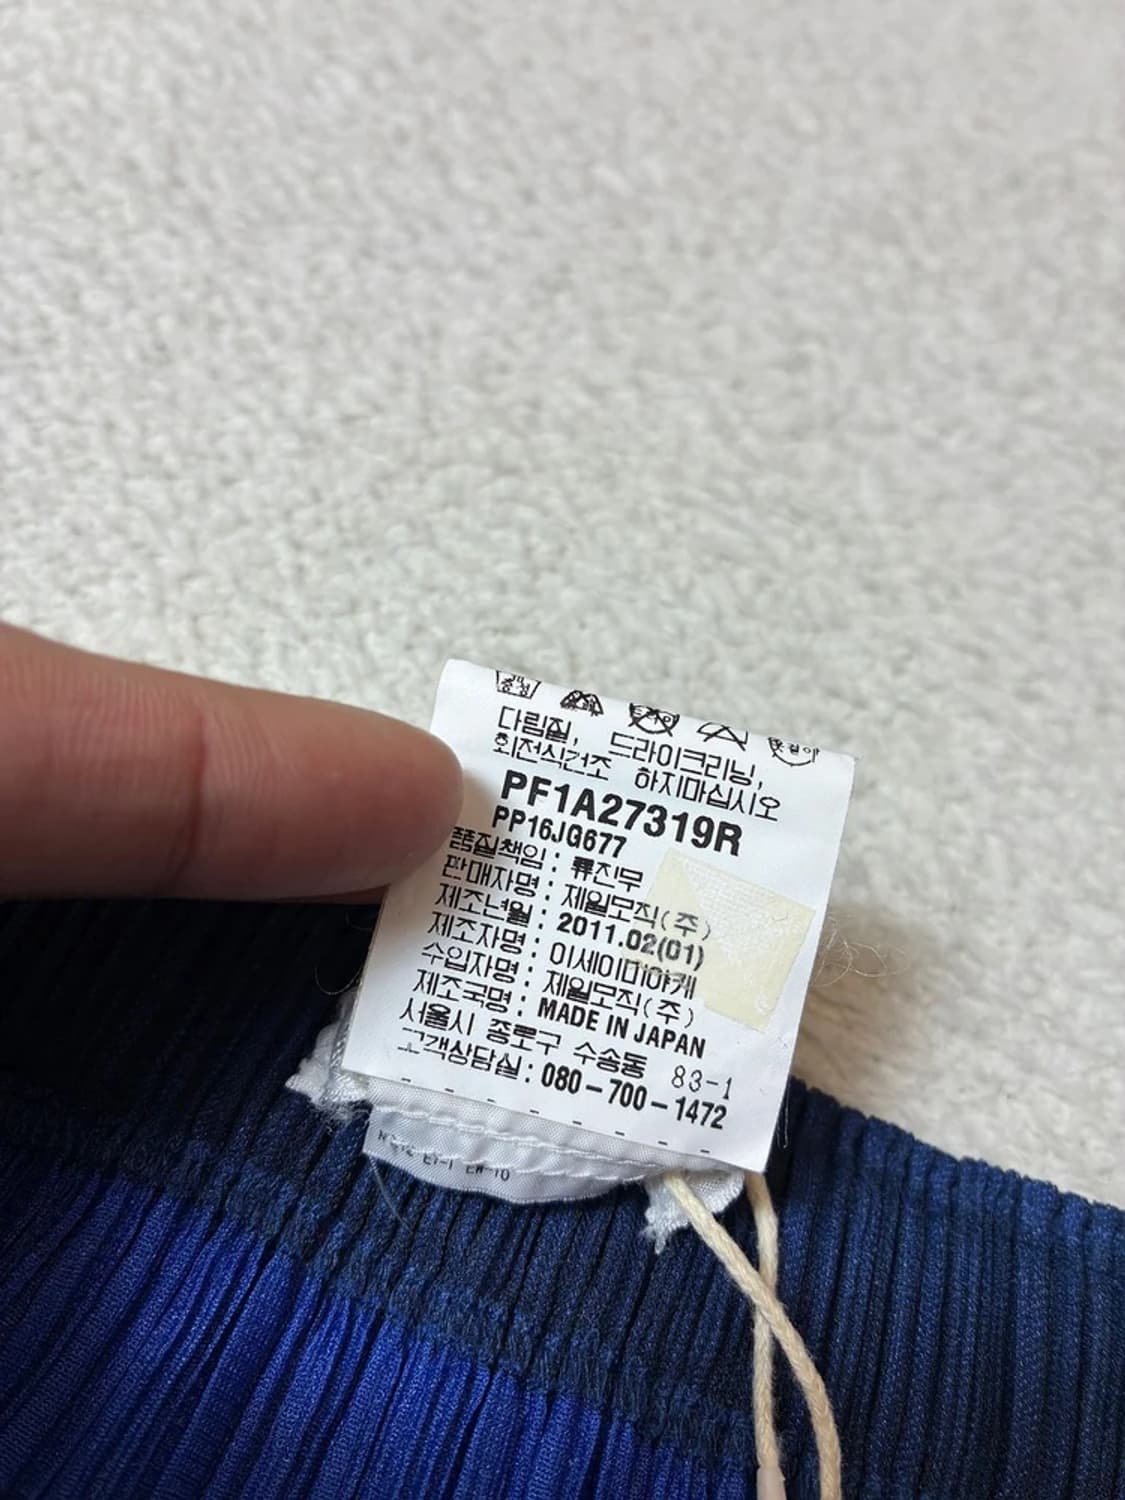 중성
다림질, 드라이크리닝,
회전식건조 하지마십시오
PF1A27319R
PP16JG677
품질책임: 류진무
판매자명: 제일모직(주)
제조년월: 2011.02(01)
제조자명: 이세이미야케
수입자명: 제일모직(주)
제조국명: MADE IN JAPAN
서울시 종로구 수송동 83-1
고객상담실: 080-700-1472